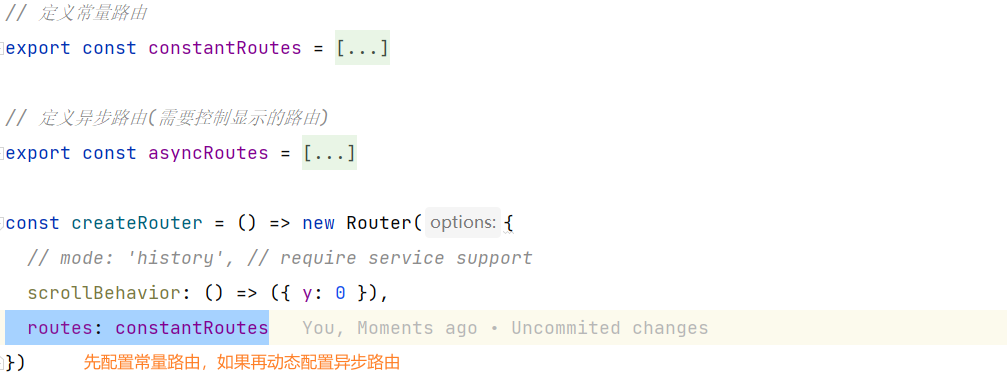 // 定义常量路由
export const constantRoutes = [...]
// 定义异步路由(需要控制显示的路由)
export const asyncRoutes = [...]
const createRouter = () => new Router( options: {
// mode: 'history', // require service support
scrollBehavior: () => ({ y: 0 }),
routes: constantRoutes You, Moments ago • Uncommited changes
}) 先配置常量路由，如果再动态配置异步路由